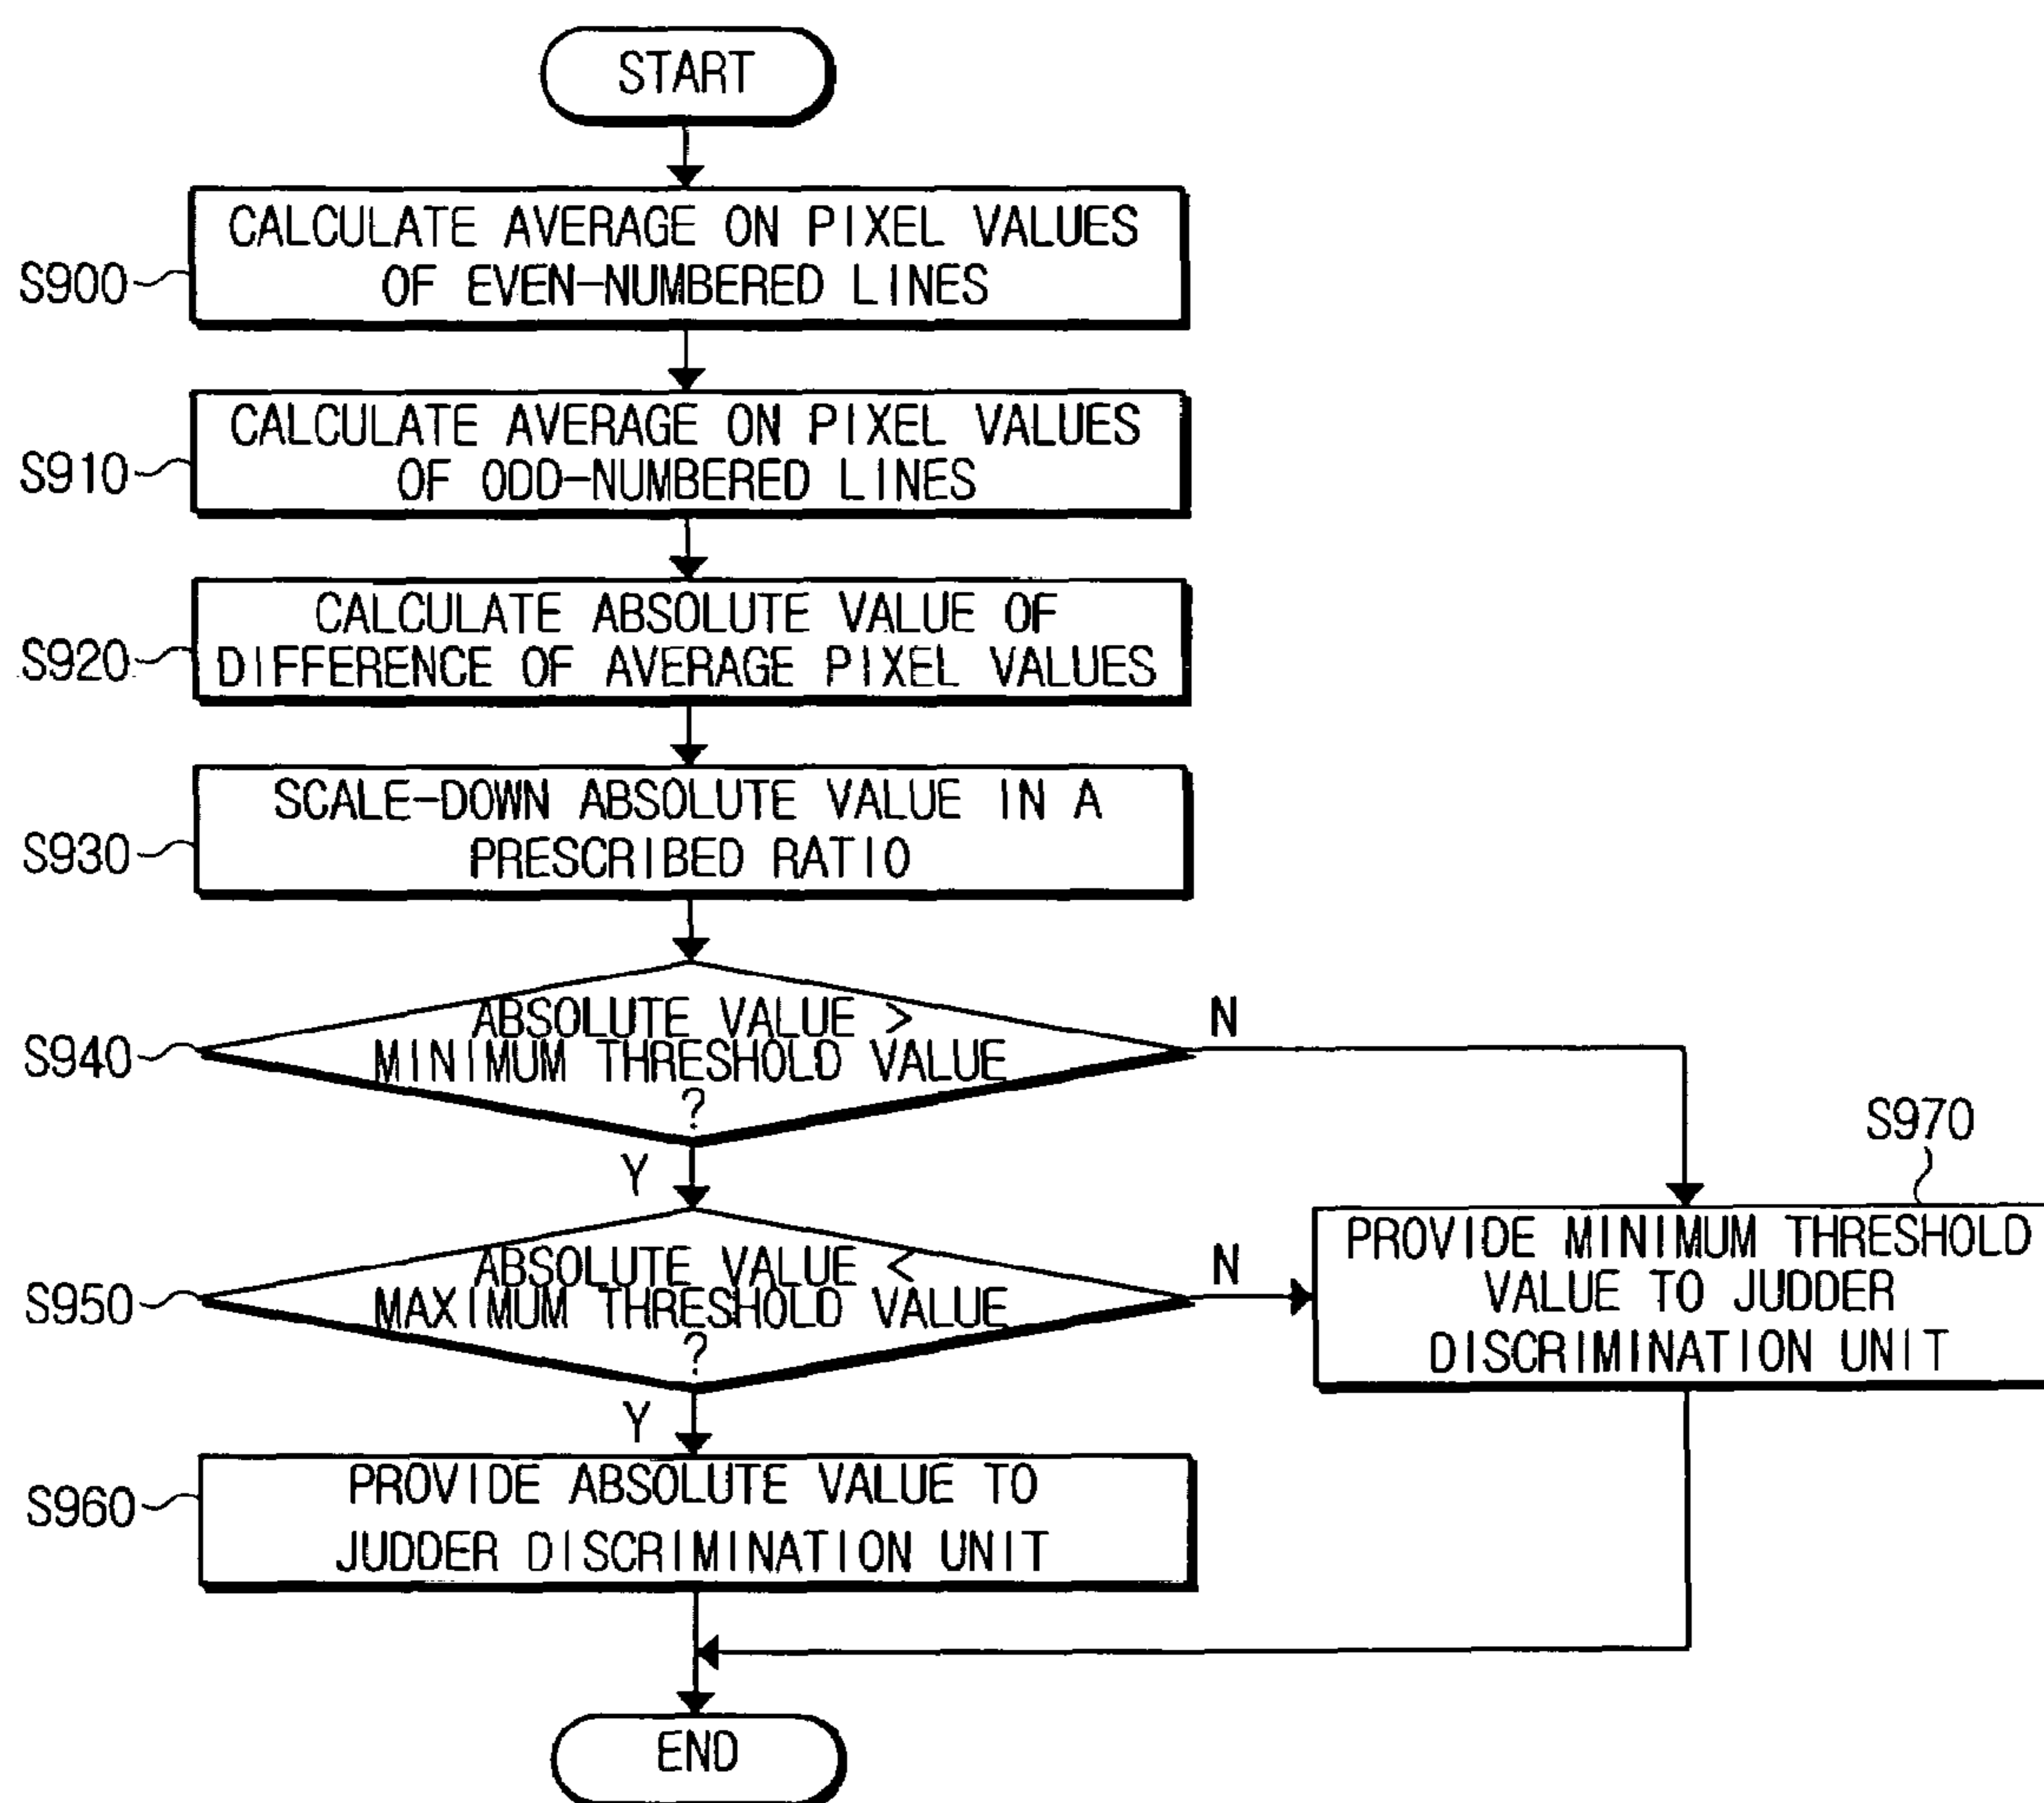 START
CALCULATE AVERAGE ON PIXEL VALUES
OF EVEN-NUMBERED LINES
S900
CALCULATE AVERAGE ON PIXEL VALUES
OF ODD-NUMBERED LINES
S910
CALCULATE ABSOLUTE VALUE OF
DIFFERENCE OF AVERAGE PIXEL VALUES
S920
SCALE-DOWN ABSOLUTE VALUE IN A
PRESCRIBED RATIO
S930
ABSOLUTE VALUE >
MINIMUM THRESHOLD VALUE
?
N
S940
Y
S970
PROVIDE MINIMUM THRESHOLD
VALUE TO JUDDER
DISCRIMINATION UNIT
ABSOLUTE VALUE <
MAXIMUM THRESHOLD VALUE
?
N
S950
Y
PROVIDE ABSOLUTE VALUE TO
JUDDER DISCRIMINATION UNIT
S960
END